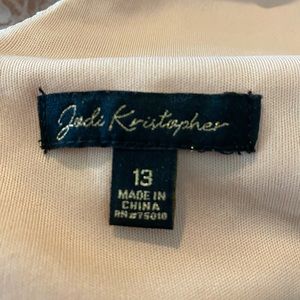 Jodi Kristopher
13
MADE IN
CHINA
RN#75010